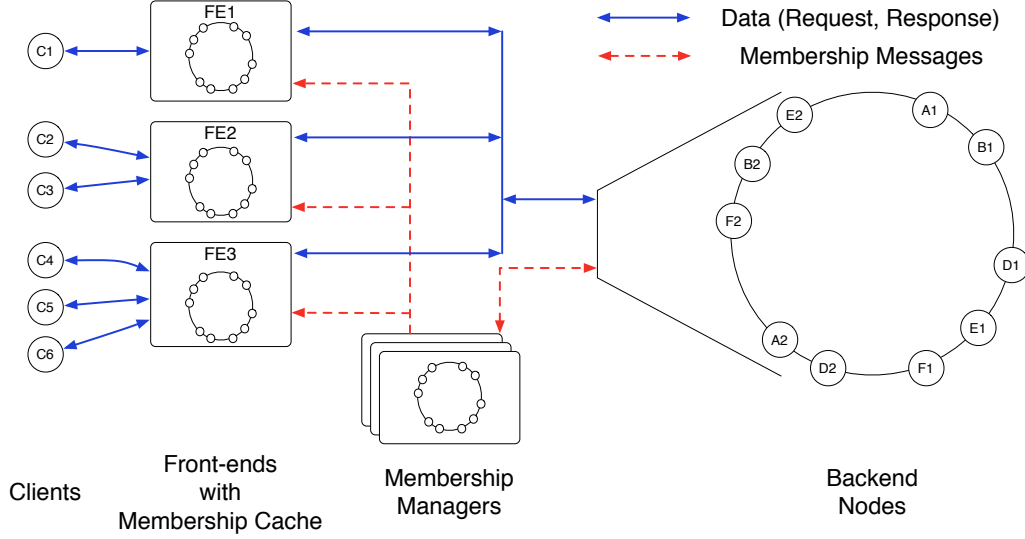 FE1
Data (Request, Response)
C1
Membership Messages
E2
A1
FE2
C2
B1
B2
C3
F2
FE3
C4
D1
C5
E1
C6
A2
D2
F1
Front-ends
with
Membership Cache
Clients
Membership
Managers
Backend
Nodes